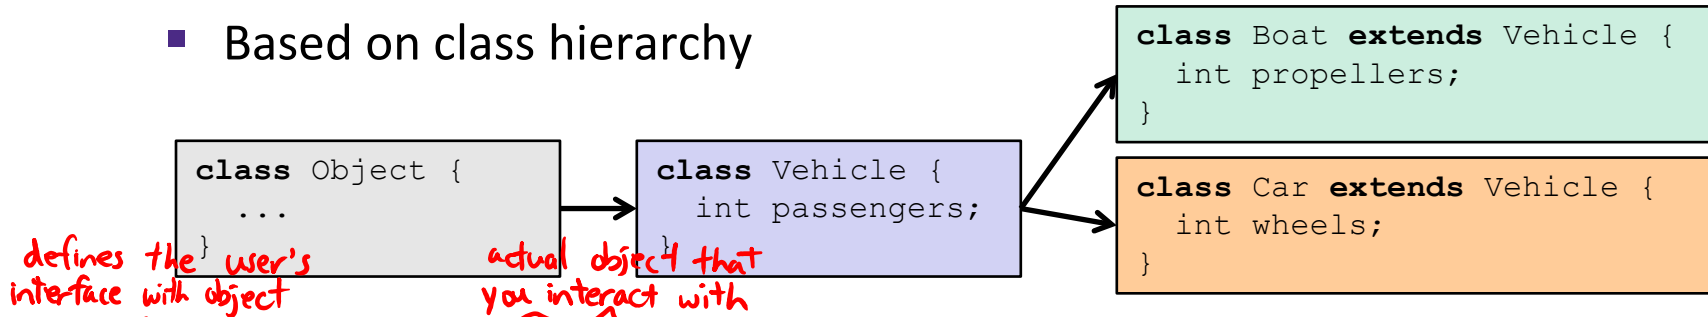 Based on class hierarchy
class Object {
...
}
class Vehicle {
int passengers;
}
class Boat extends Vehicle {
int propellers;
}
class Car extends Vehicle {
int wheels;
}
defines the user's
interface with object
actual object that
you interact with